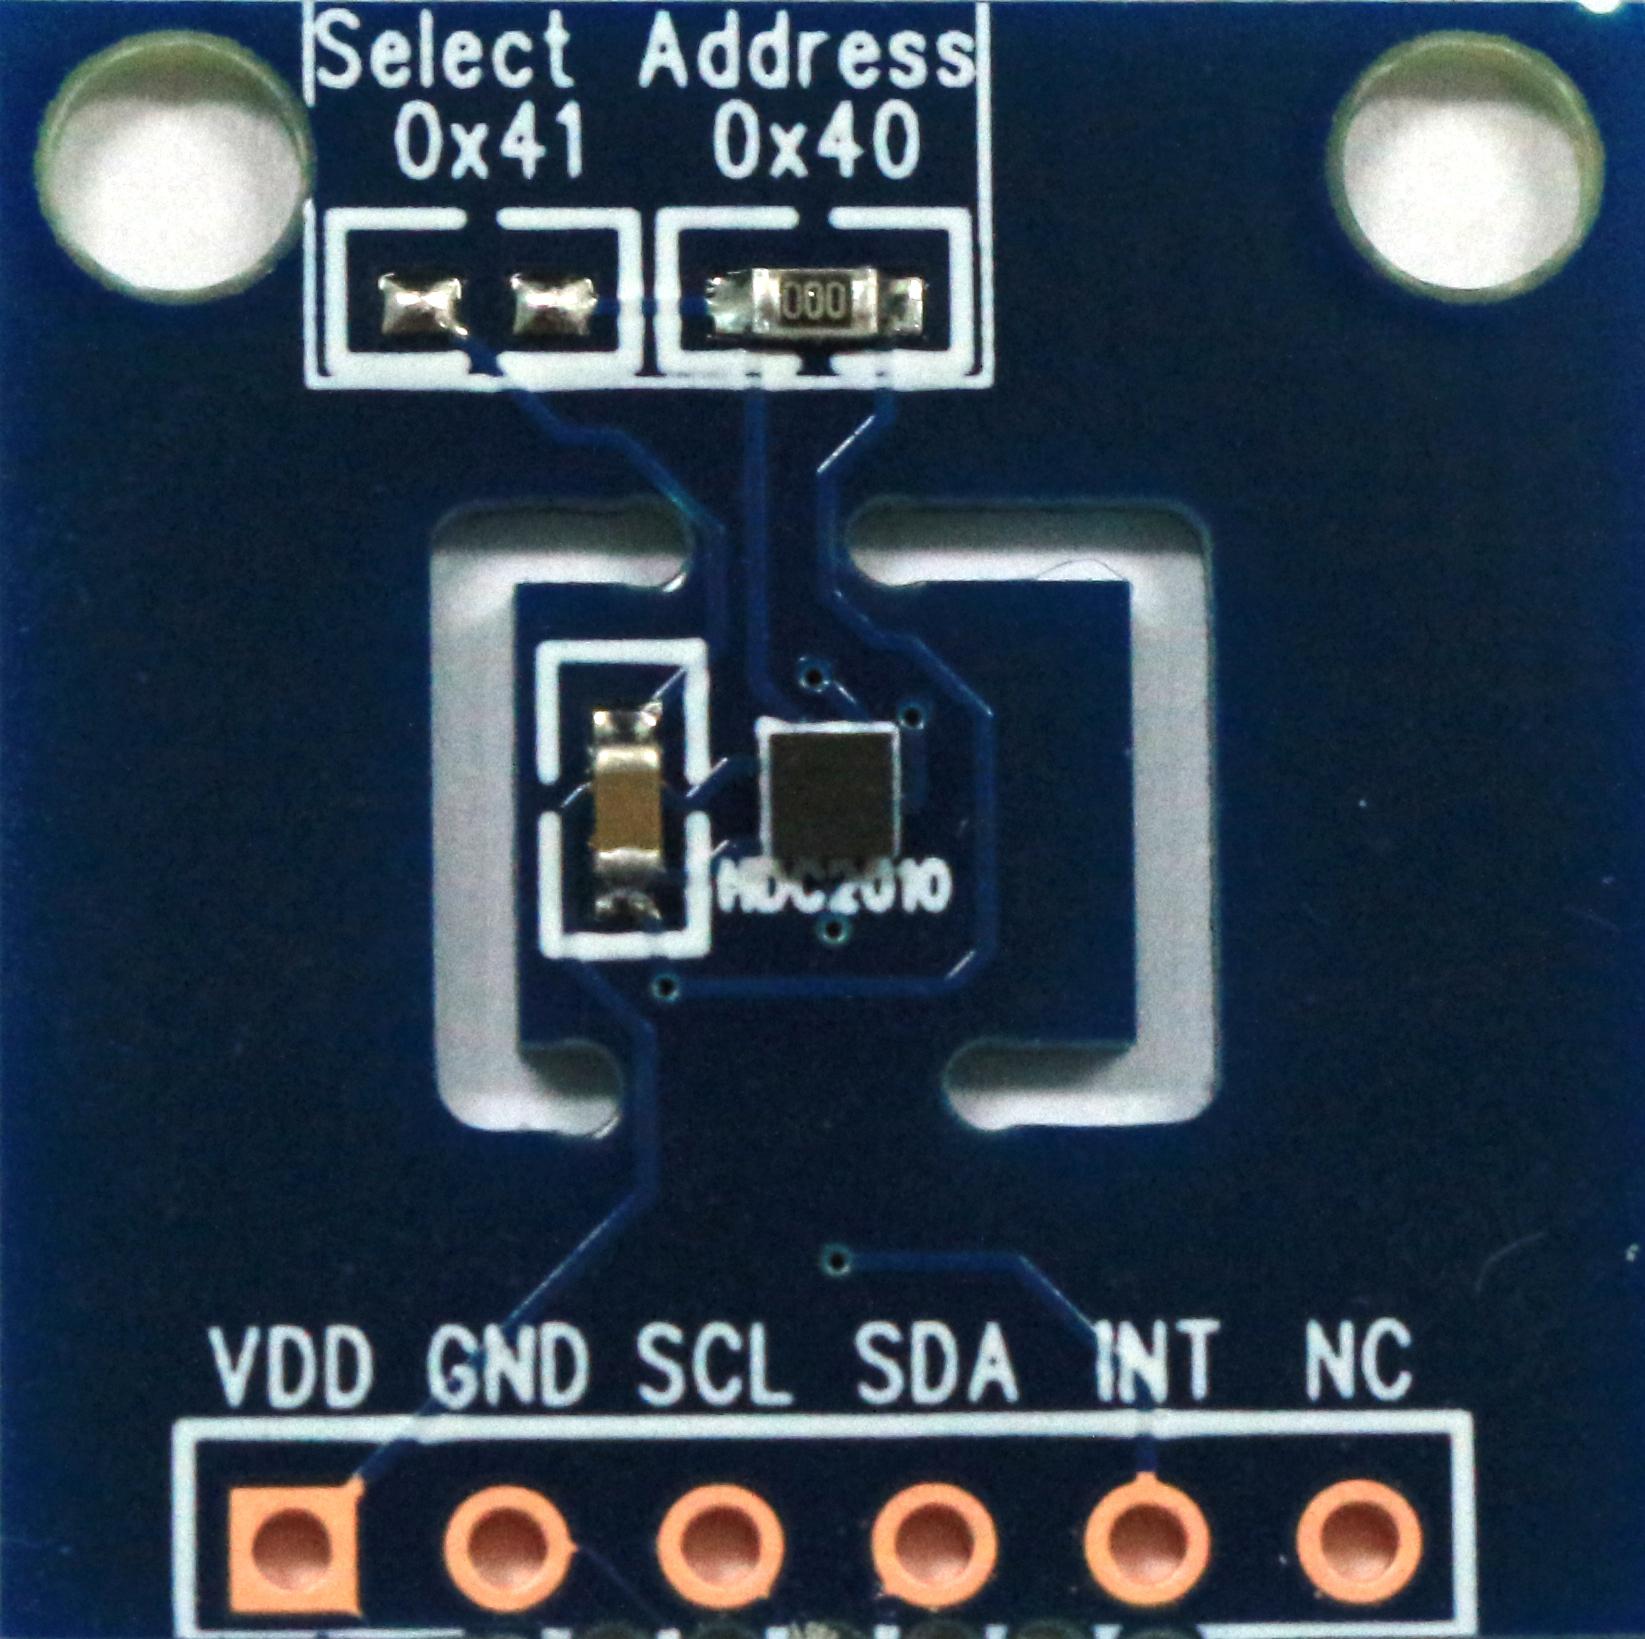 Select Address
0x41 0x40
000
HDC2010
VDD GND SCL SDA INT NC